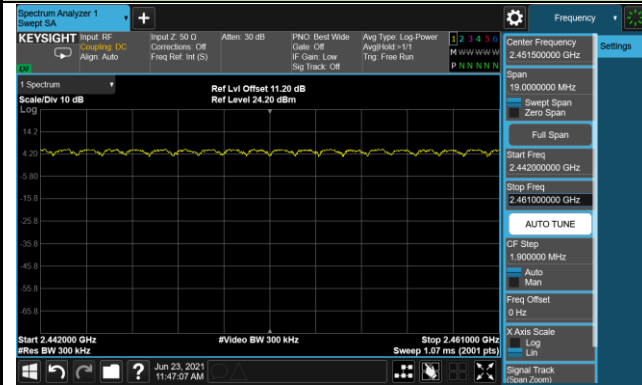 Spectrum Analyzer 1
Swept SA
Frequency
KEYSIGHT
Input: RF
Coupling: DC
Align: Auto
Input Z: 50 Ω
Corrections: Off
Freq Ref: Int (S)
Atten: 30 dB
PNO: Best Wide
Gate: Off
IF Gain: Low
Sig Track: Off
Avg Type: Log-Power
Avg|Hold:>1/1
Trig: Free Run
1 2 3 4 5 6
M W W W W W
P N N N N N
1 Spectrum
Scale/Div 10 dB
Ref Lvl Offset 11.20 dB
Ref Level 24.20 dBm
Log
14.2
4.20
-5.80
-15.8
-25.8
-35.8
-45.8
-55.8
-65.8
Start 2.442000 GHz
#Res BW 300 kHz
#Video BW 300 kHz
Stop 2.461000 GHz
Sweep 1.07 ms (2001 pts)
Center Frequency
2.451500000 GHz
Settings
Span
19.0000000 MHz
Swept Span
Zero Span
Full Span
Start Freq
2.442000000 GHz
Stop Freq
2.461000000 GHz
AUTO TUNE
CF Step
1.900000 MHz
Auto
Man
Freq Offset
0 Hz
X Axis Scale
Log
Lin
Signal Track
(Span Zoom)
?
Jun 23, 2021
11:47:07 AM